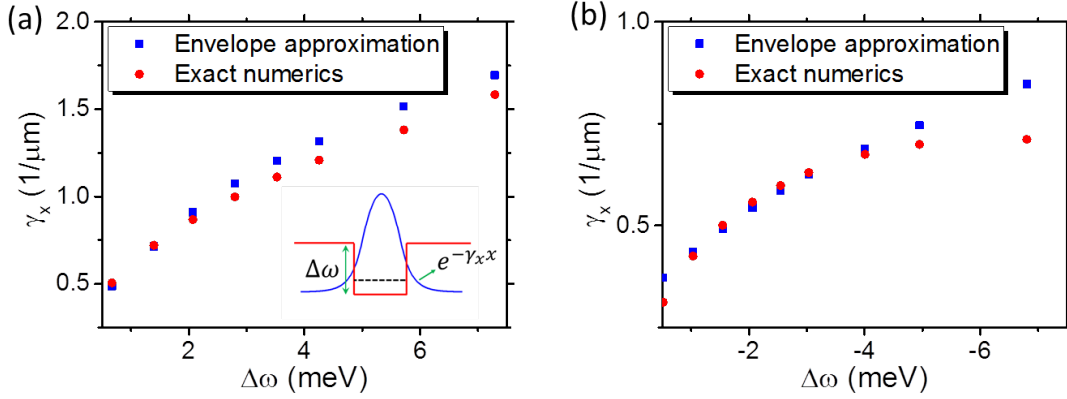 (a)
2.0
1.5
1.0
0.5
γx (1/μm)
Envelope approximation
Exact numerics
Δω
e^−γx x
2
4
6
Δω (meV)
(b)
1.0
0.5
γx (1/μm)
Envelope approximation
Exact numerics
-2
-4
-6
Δω (meV)